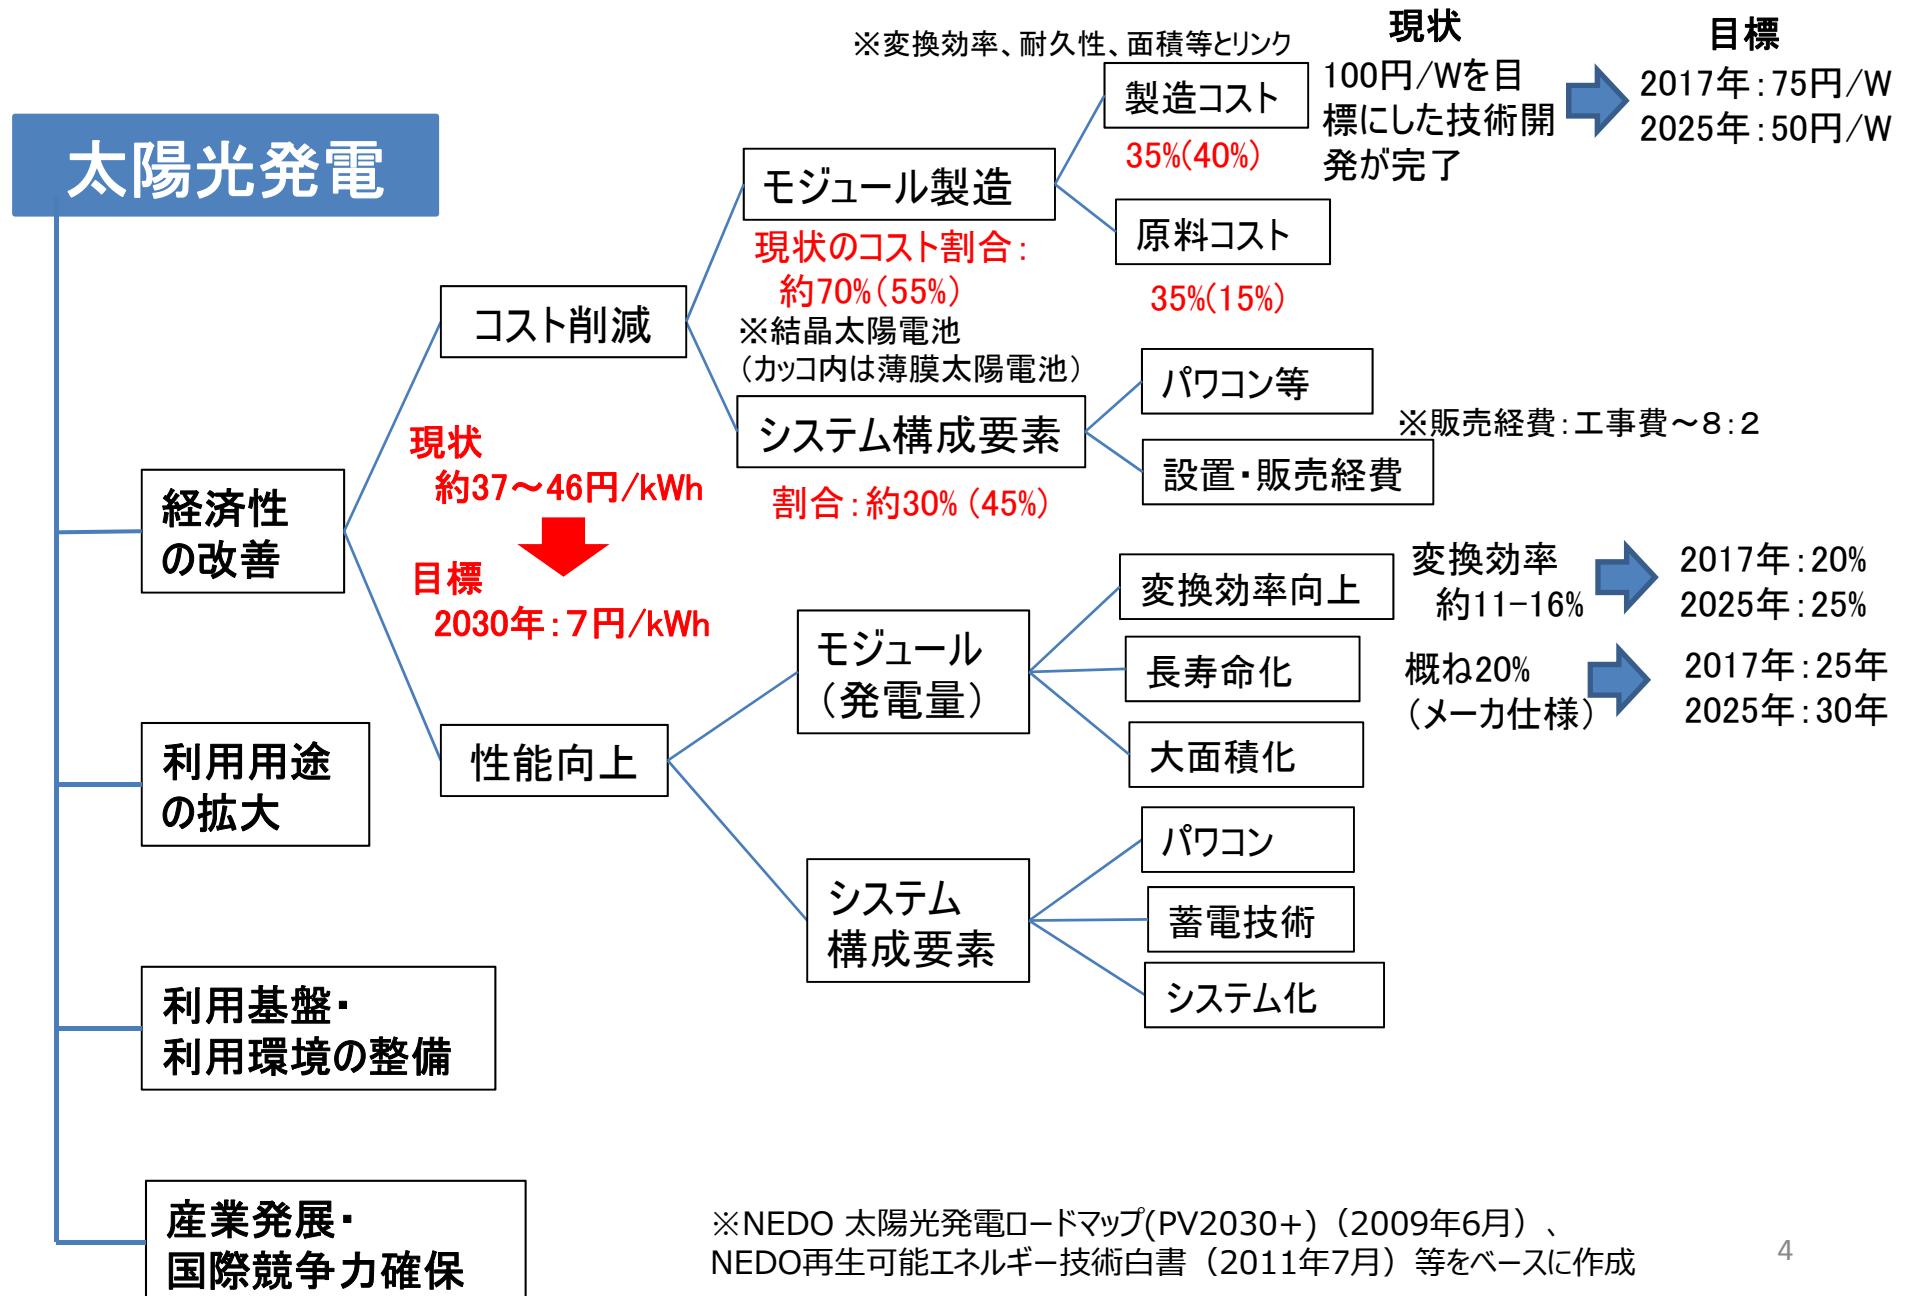 現状
目標
※変換効率、耐久性、面積等とリンク
製造コスト
100円/Wを目
標にした技術開
発が完了
2017年：75円/W
2025年：50円/W
35%(40%)
太陽光発電
モジュール製造
原料コスト
現状のコスト割合：
約70%（55%）
35%(15%)
コスト削減
※結晶太陽電池
（カッコ内は薄膜太陽電池）
パワコン等
システム構成要素
※販売経費：工事費～8：2
設置・販売経費
割合：約30% (45%)
現状
約37～46円/kWh
目標
2030年：7円/kWh
経済性
の改善
変換効率向上
変換効率
約11-16%
2017年：20%
2025年：25%
モジュール
（発電量）
長寿命化
概ね20%
（メーカ仕様）
2017年：25年
2025年：30年
大面積化
性能向上
利用用途
の拡大
パワコン
システム
構成要素
蓄電技術
システム化
利用基盤・
利用環境の整備
産業発展・
国際競争力確保
※NEDO 太陽光発電ロードマップ(PV2030+)（2009年6月）、
NEDO再生可能エネルギー技術白書（2011年7月）等をベースに作成
4